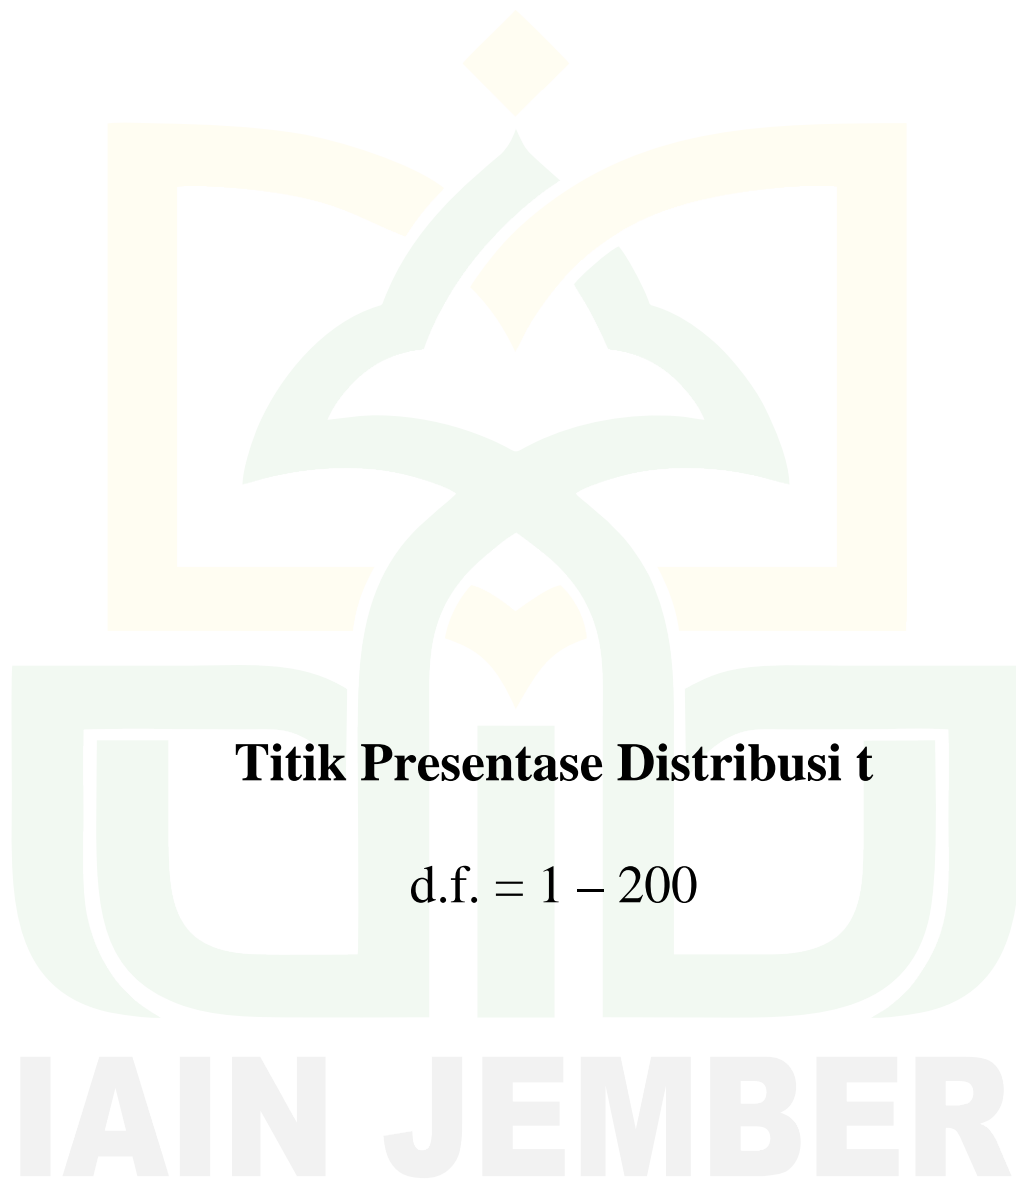 Titik Presentase Distribusi t
d.f. = 1 – 200
IAIN JEMBER